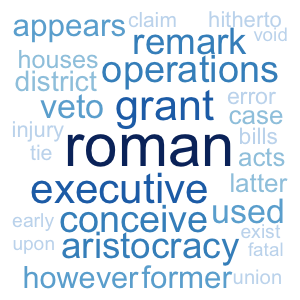 claim hitherto
appears remark void
houses operations
district
veto grant error
case
injury roman bills
tie acts
executive latter
early conceive used
upon aristocracy exist
fatal
however former union